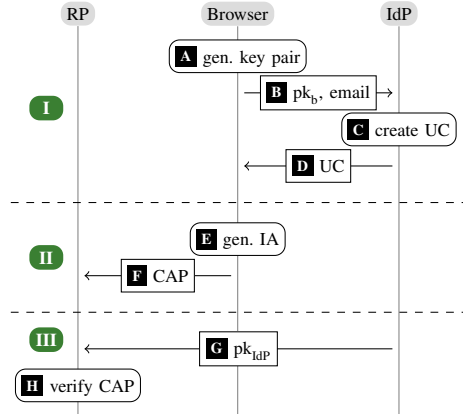 RP Browser IdP
A gen. key pair
B pk_b, email
I
C create UC
D UC
E gen. IA
II
F CAP
III
G pk_IdP
H verify CAP